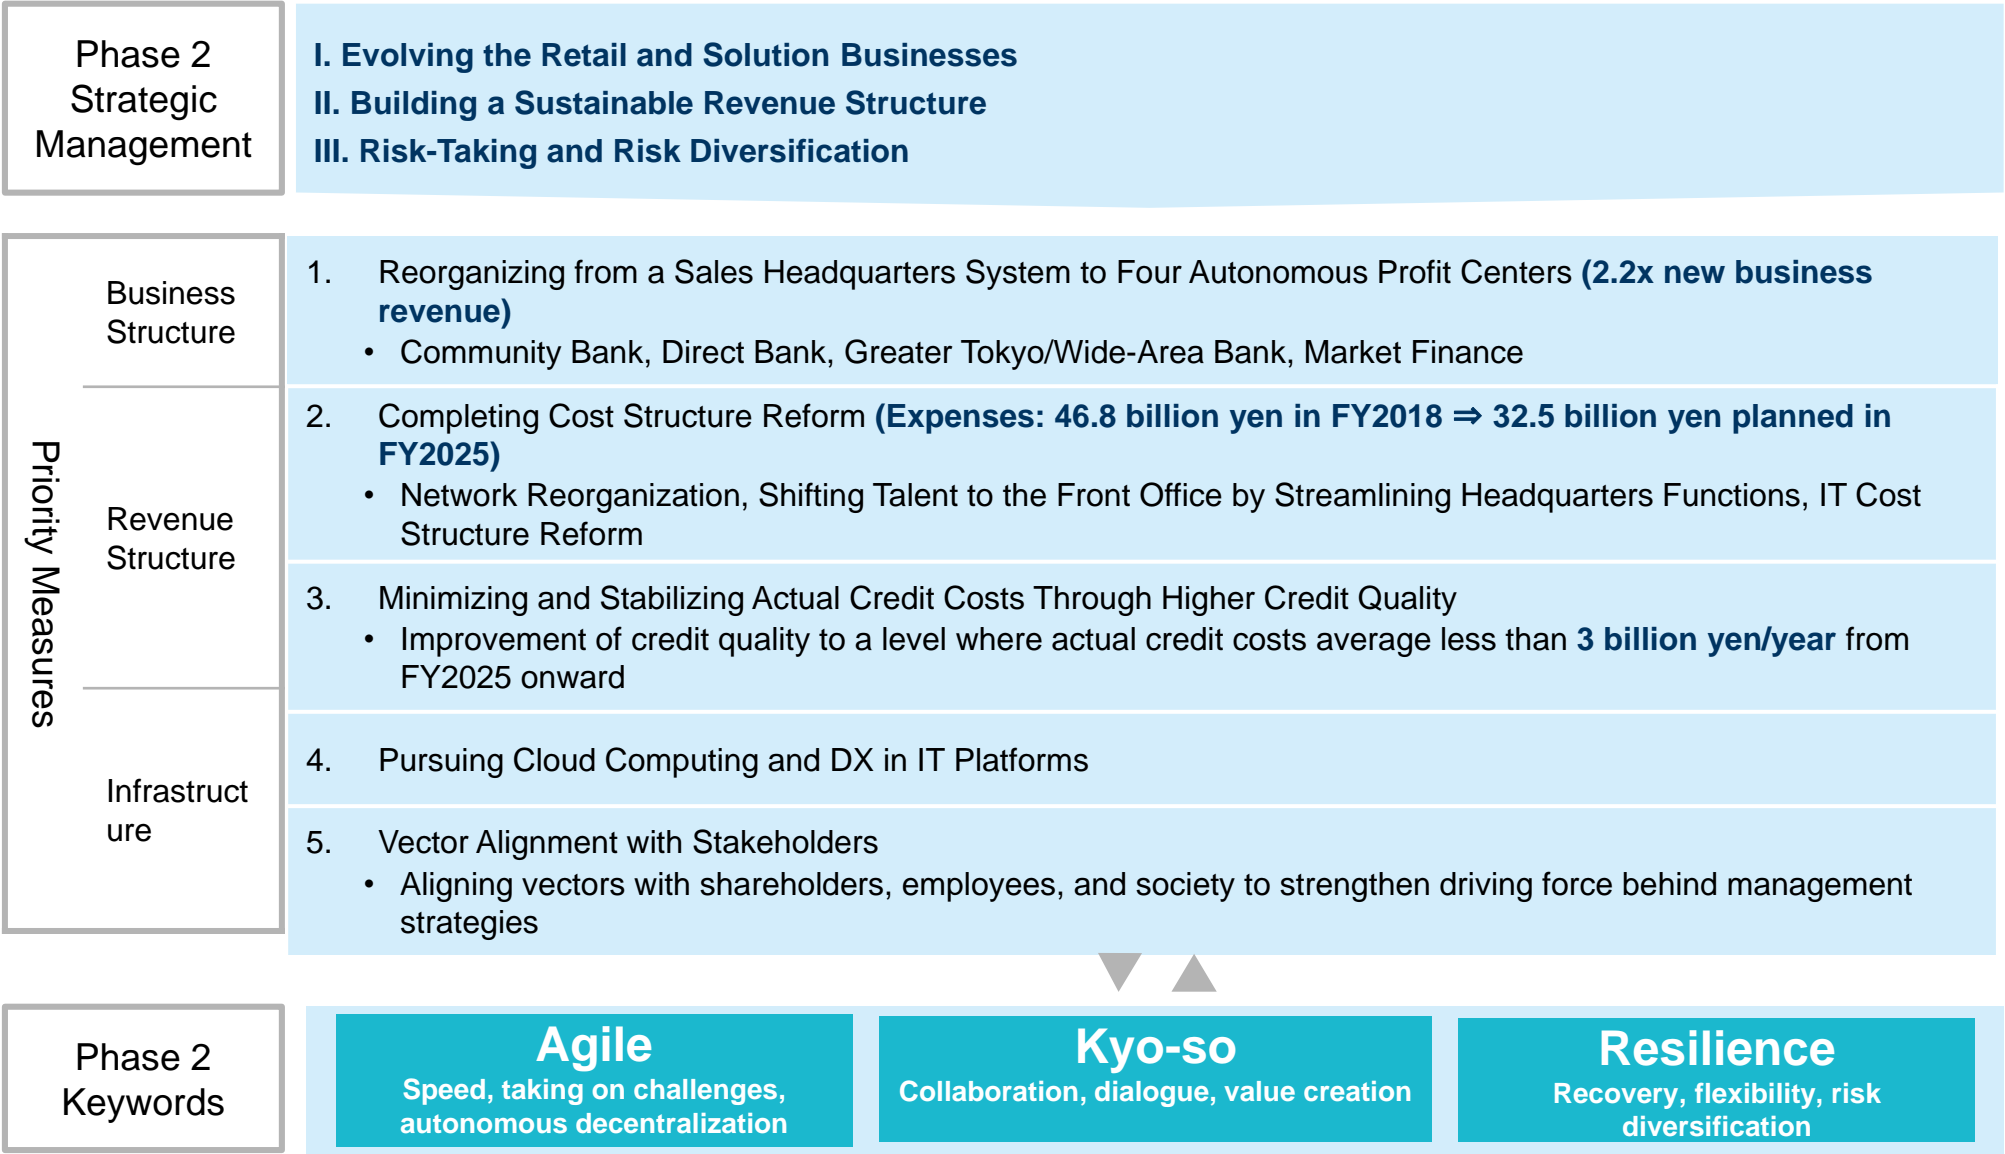 Phase 2
Strategic
Management
I. Evolving the Retail and Solution Businesses
II. Building a Sustainable Revenue Structure
III. Risk-Taking and Risk Diversification
Priority Measures
Business
Structure
1. Reorganizing from a Sales Headquarters System to Four Autonomous Profit Centers (2.2x new business
revenue)
• Community Bank, Direct Bank, Greater Tokyo/Wide-Area Bank, Market Finance
Revenue
Structure
2. Completing Cost Structure Reform (Expenses: 46.8 billion yen in FY2018 ⇒ 32.5 billion yen planned in
FY2025)
• Network Reorganization, Shifting Talent to the Front Office by Streamlining Headquarters Functions, IT Cost
Structure Reform
3. Minimizing and Stabilizing Actual Credit Costs Through Higher Credit Quality
• Improvement of credit quality to a level where actual credit costs average less than 3 billion yen/year from
FY2025 onward
Infrastruct
ure
4. Pursuing Cloud Computing and DX in IT Platforms
5. Vector Alignment with Stakeholders
• Aligning vectors with shareholders, employees, and society to strengthen driving force behind management
strategies
Phase 2
Keywords
Agile
Speed, taking on challenges,
autonomous decentralization
Kyo-so
Collaboration, dialogue, value creation
Resilience
Recovery, flexibility, risk
diversification